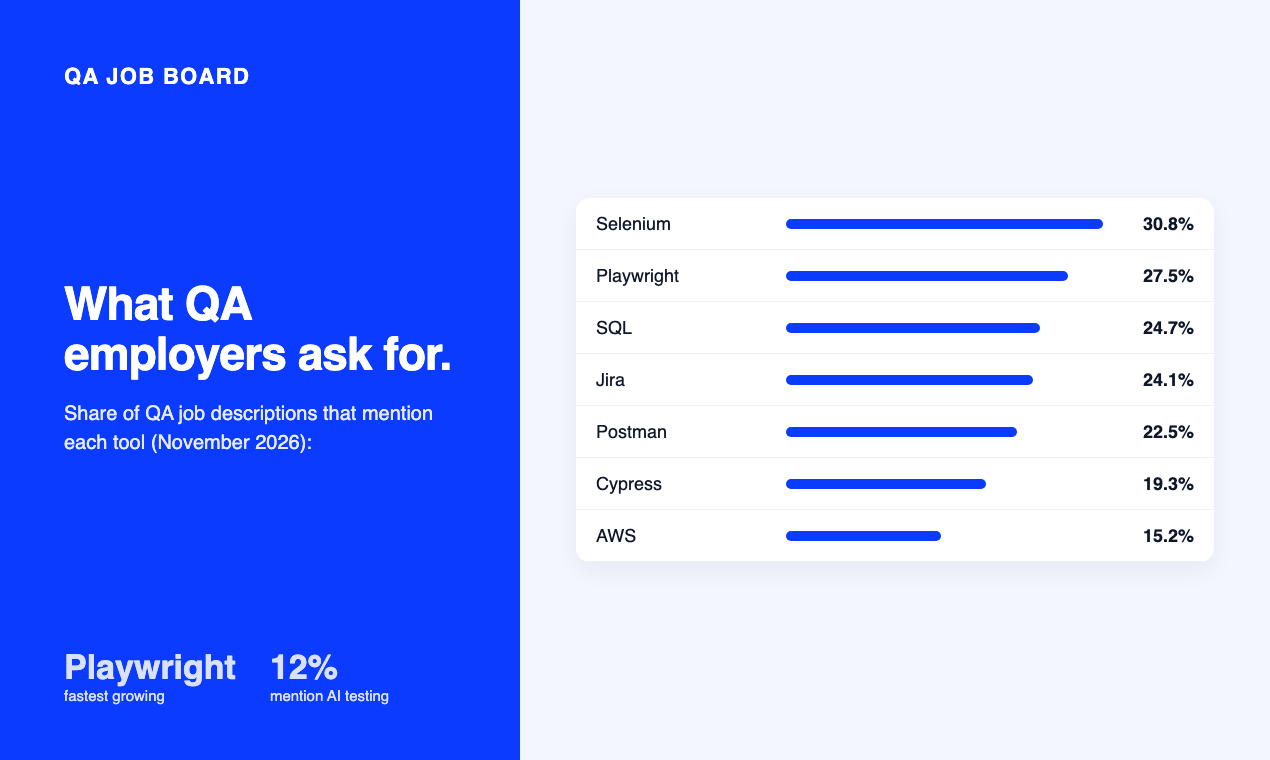 QA JOB BOARD
What QA
employers ask for.
Share of QA job descriptions that mention
each tool (November 2026):
Playwright
fastest growing
12%
mention AI testing
Selenium 30.8%
Playwright 27.5%
SQL 24.7%
Jira 24.1%
Postman 22.5%
Cypress 19.3%
AWS 15.2%